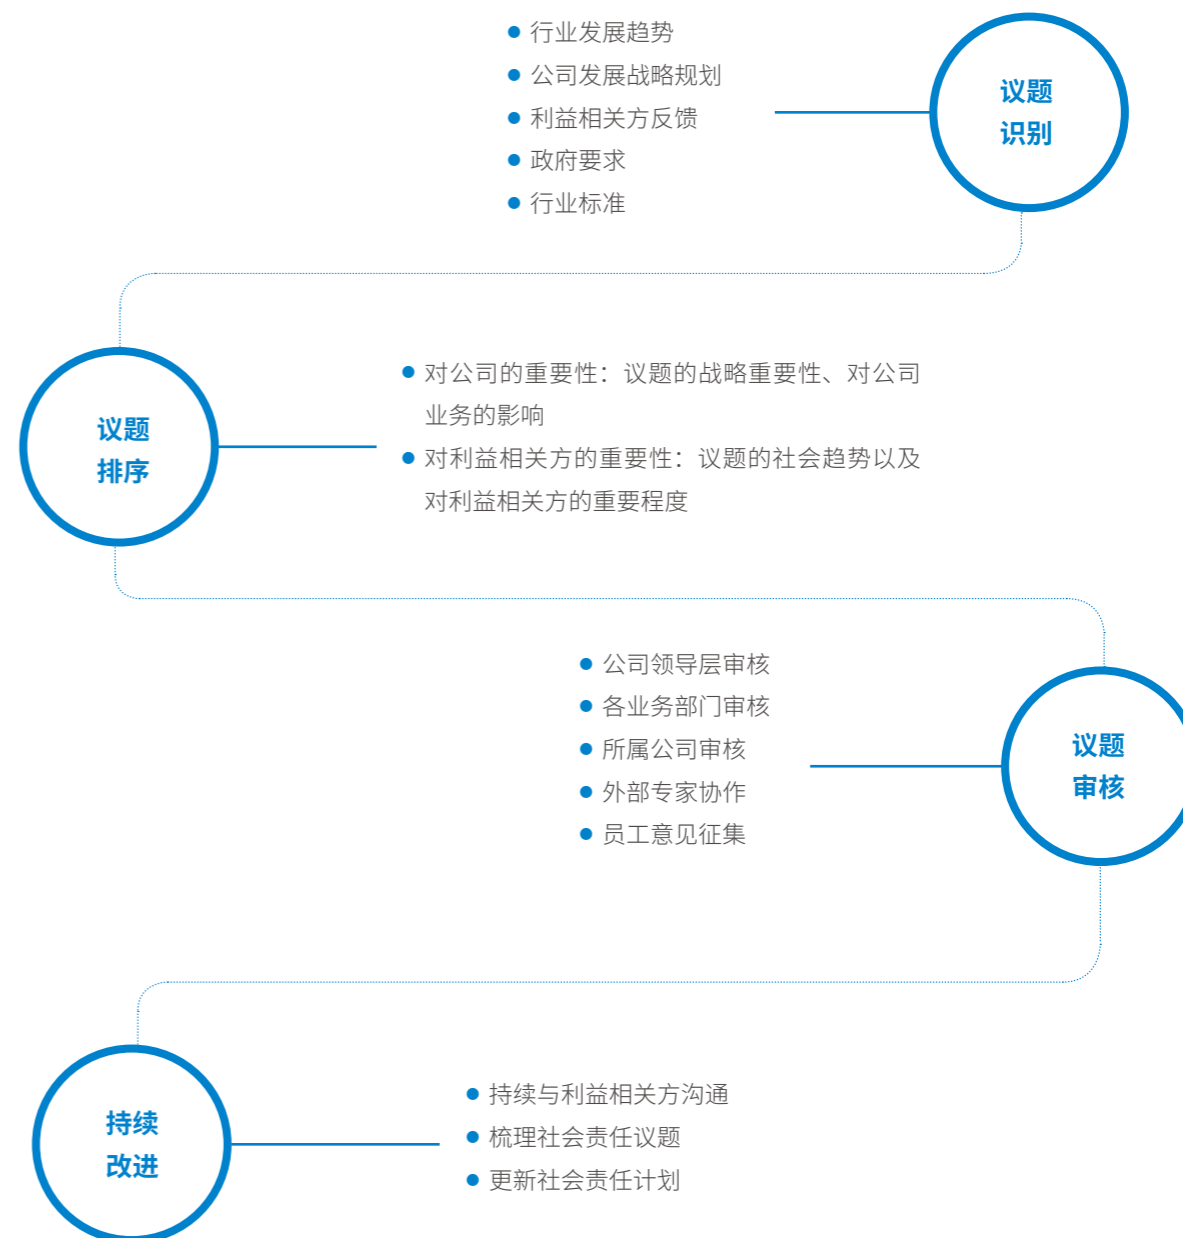 行业发展趋势
公司发展战略规划
利益相关方反馈
政府要求
行业标准
议题
识别
议题
排序
对公司的重要性：议题的战略重要性、对公司
业务的影响
对利益相关方的重要性：议题的社会趋势以及
对利益相关方的重要程度
公司领导层审核
各业务部门审核
所属公司审核
外部专家协作
员工意见征集
议题
审核
持续
改进
持续与利益相关方沟通
梳理社会责任议题
更新社会责任计划